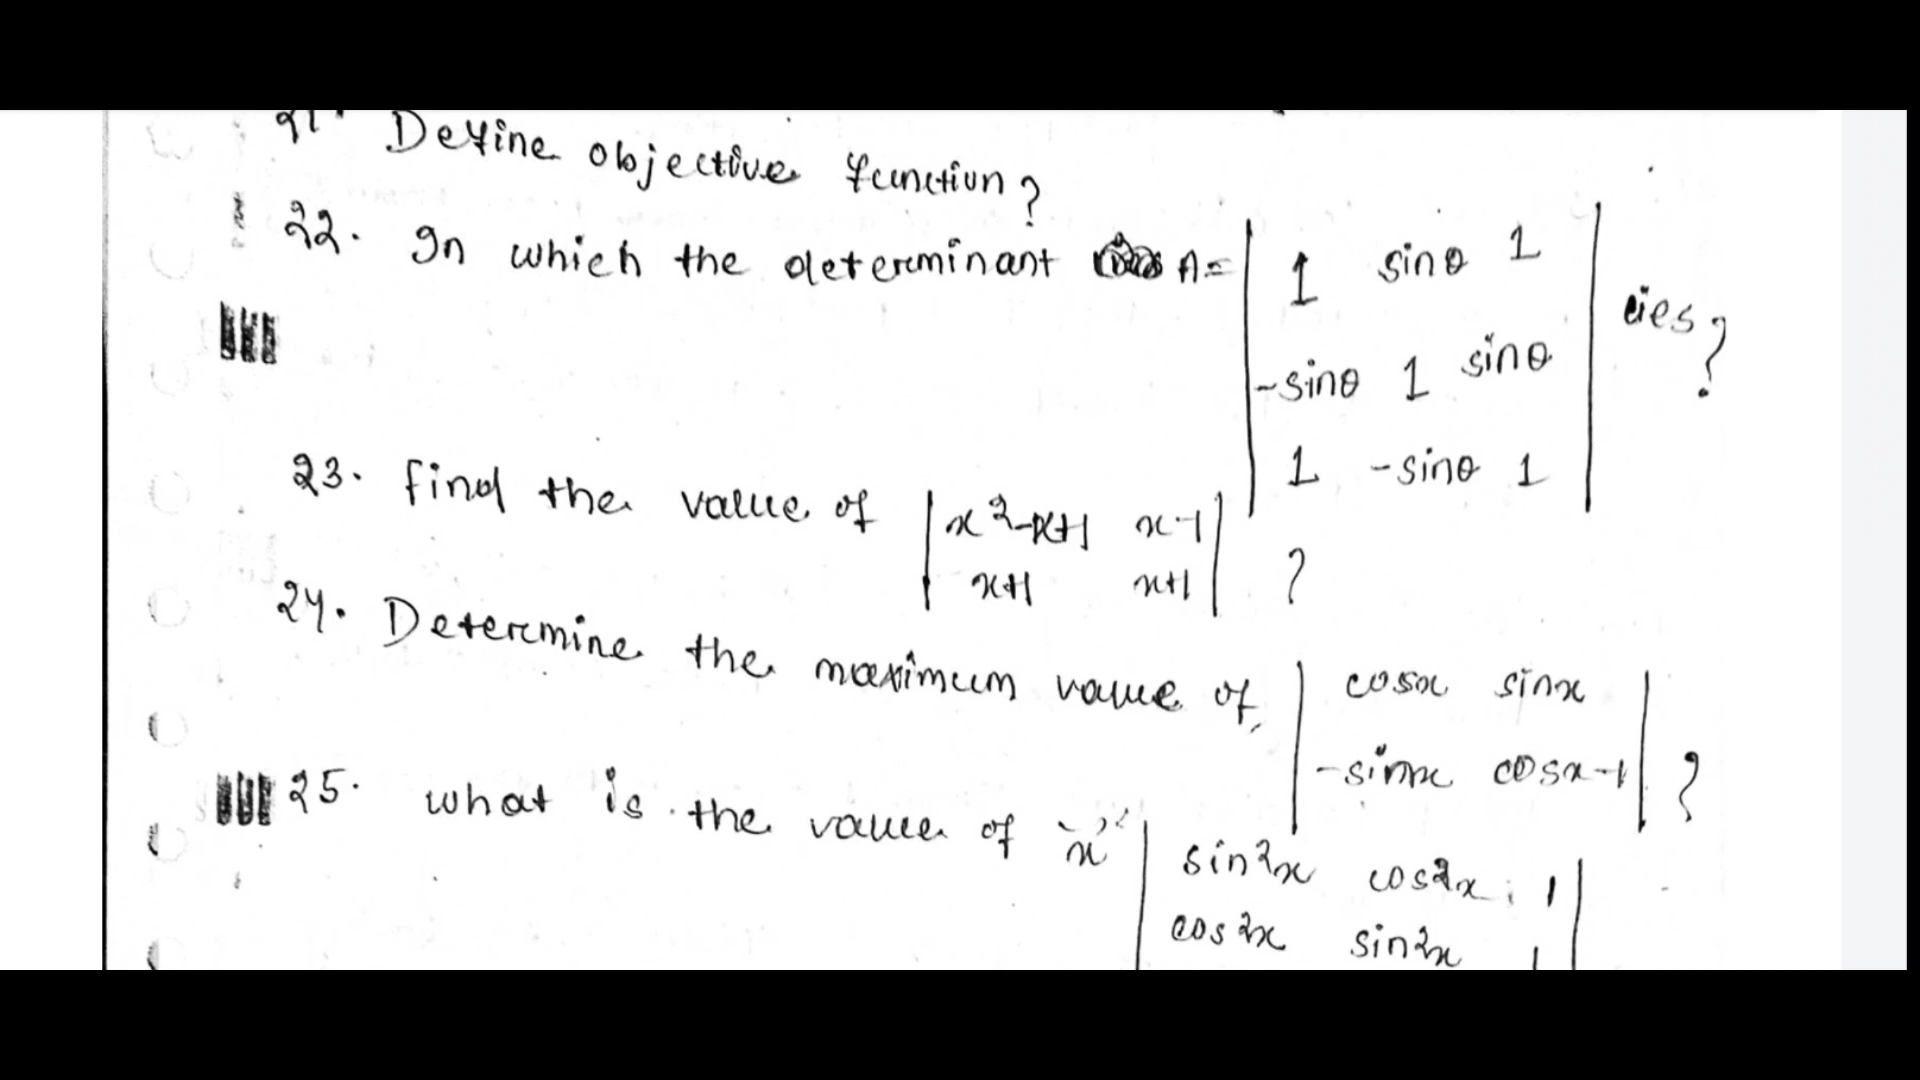 21. Define objective function?
22. In which the determinant A = | 1 sinθ 1 | lies?
| -sinθ 1 sinθ |
| 1 -sinθ 1 |
23. find the value of | x²-x+1 x-1 | ?
| x+1 x+1 |
24. Determine the maximum value of | cosx sinx |
| -sinx cosx-1 | ?
25. what is the value of x | sin²x cos²x 1 |
| cos²x sin²x 1 |